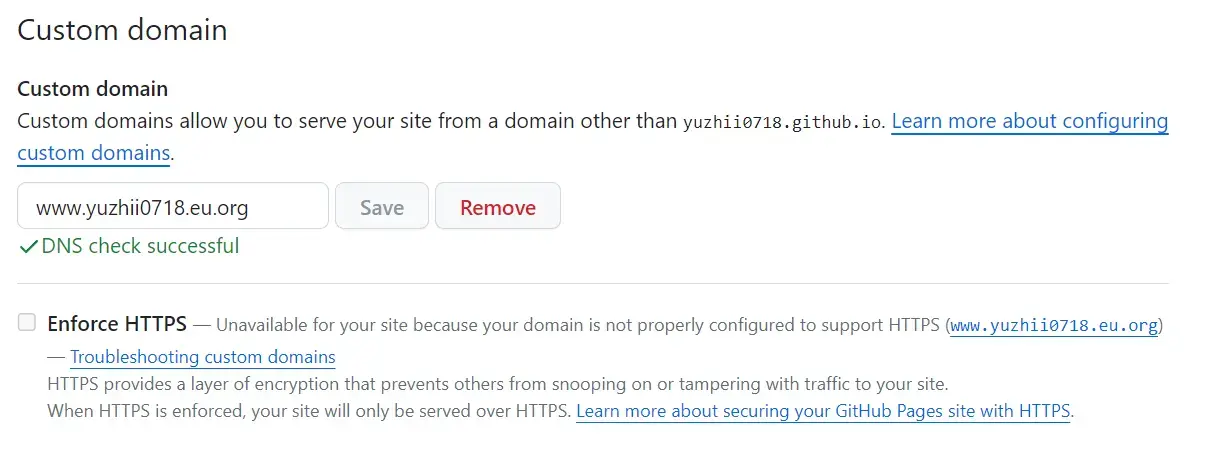 Custom domain
Custom domain
Custom domains allow you to serve your site from a domain other than yuzhii0718.github.io. Learn more about configuring
custom domains.
www.yuzhii0718.eu.org Save Remove
✓DNS check successful
Enforce HTTPS — Unavailable for your site because your domain is not properly configured to support HTTPS (www.yuzhii0718.eu.org)
— Troubleshooting custom domains
HTTPS provides a layer of encryption that prevents others from snooping on or tampering with traffic to your site.
When HTTPS is enforced, your site will only be served over HTTPS. Learn more about securing your GitHub Pages site with HTTPS.